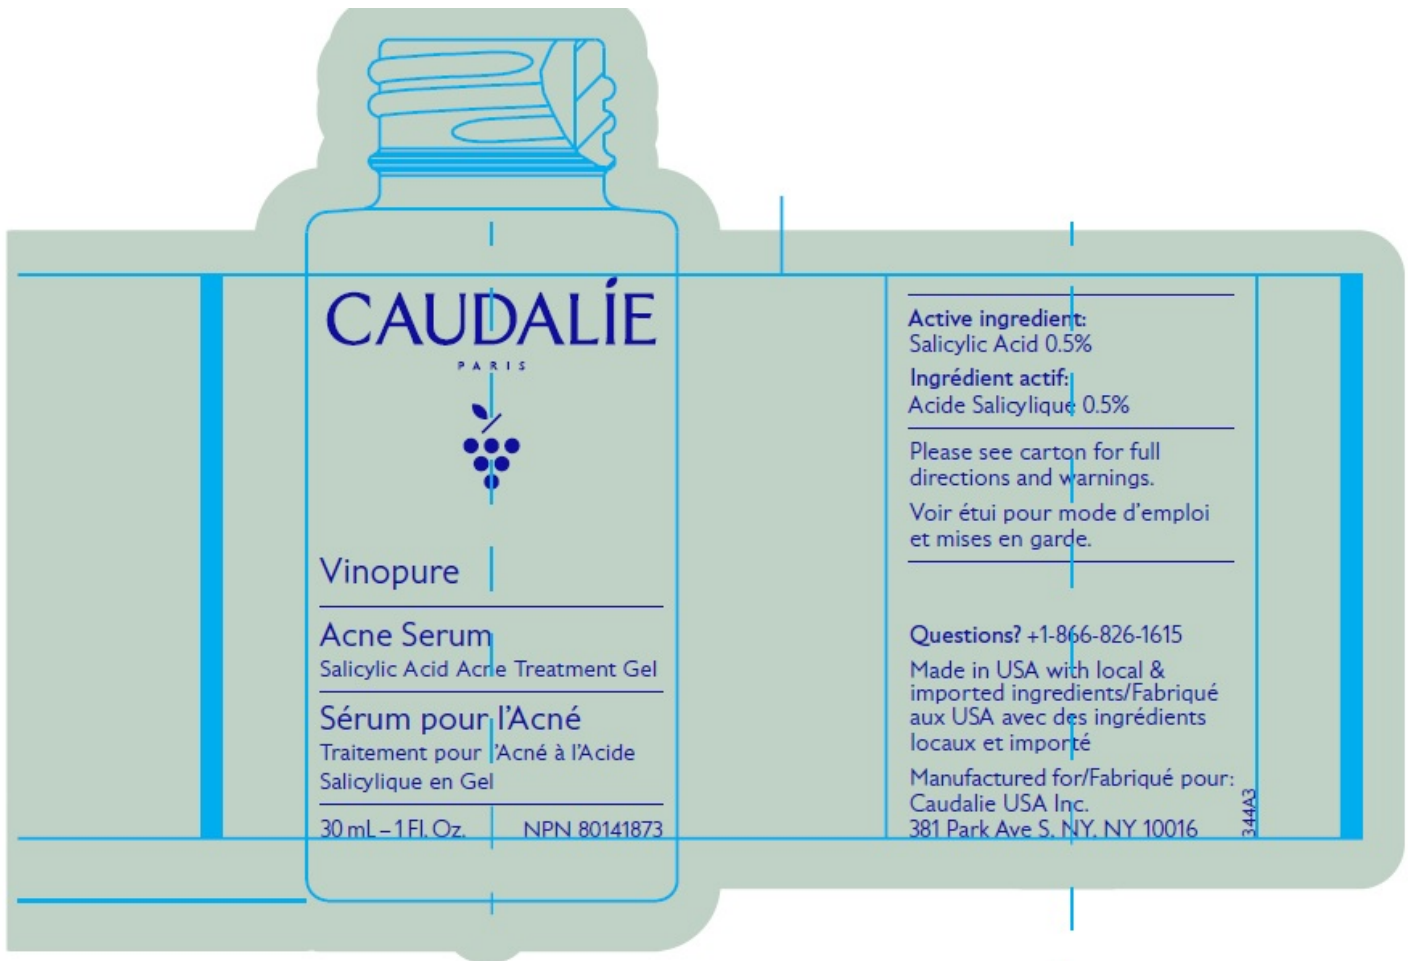 CAUDALÍE
PARIS
Vinopure
Acne Serum
Salicylic Acid Acne Treatment Gel
Sérum pour l'Acné
Traitement pour l'Acné à l'Acide
Salicylique en Gel
30 mL – 1 Fl. Oz. NPN 80141873
Active ingredient:
Salicylic Acid 0.5%
Ingrédient actif:
Acide Salicylique 0.5%
Please see carton for full
directions and warnings.
Voir étui pour mode d'emploi
et mises en garde.
Questions? +1-866-826-1615
Made in USA with local &
imported ingredients/Fabriqué
aux USA avec des ingrédients
locaux et importé
Manufactured for/Fabriqué pour:
Caudalie USA Inc.
381 Park Ave S, NY, NY 10016
344A3